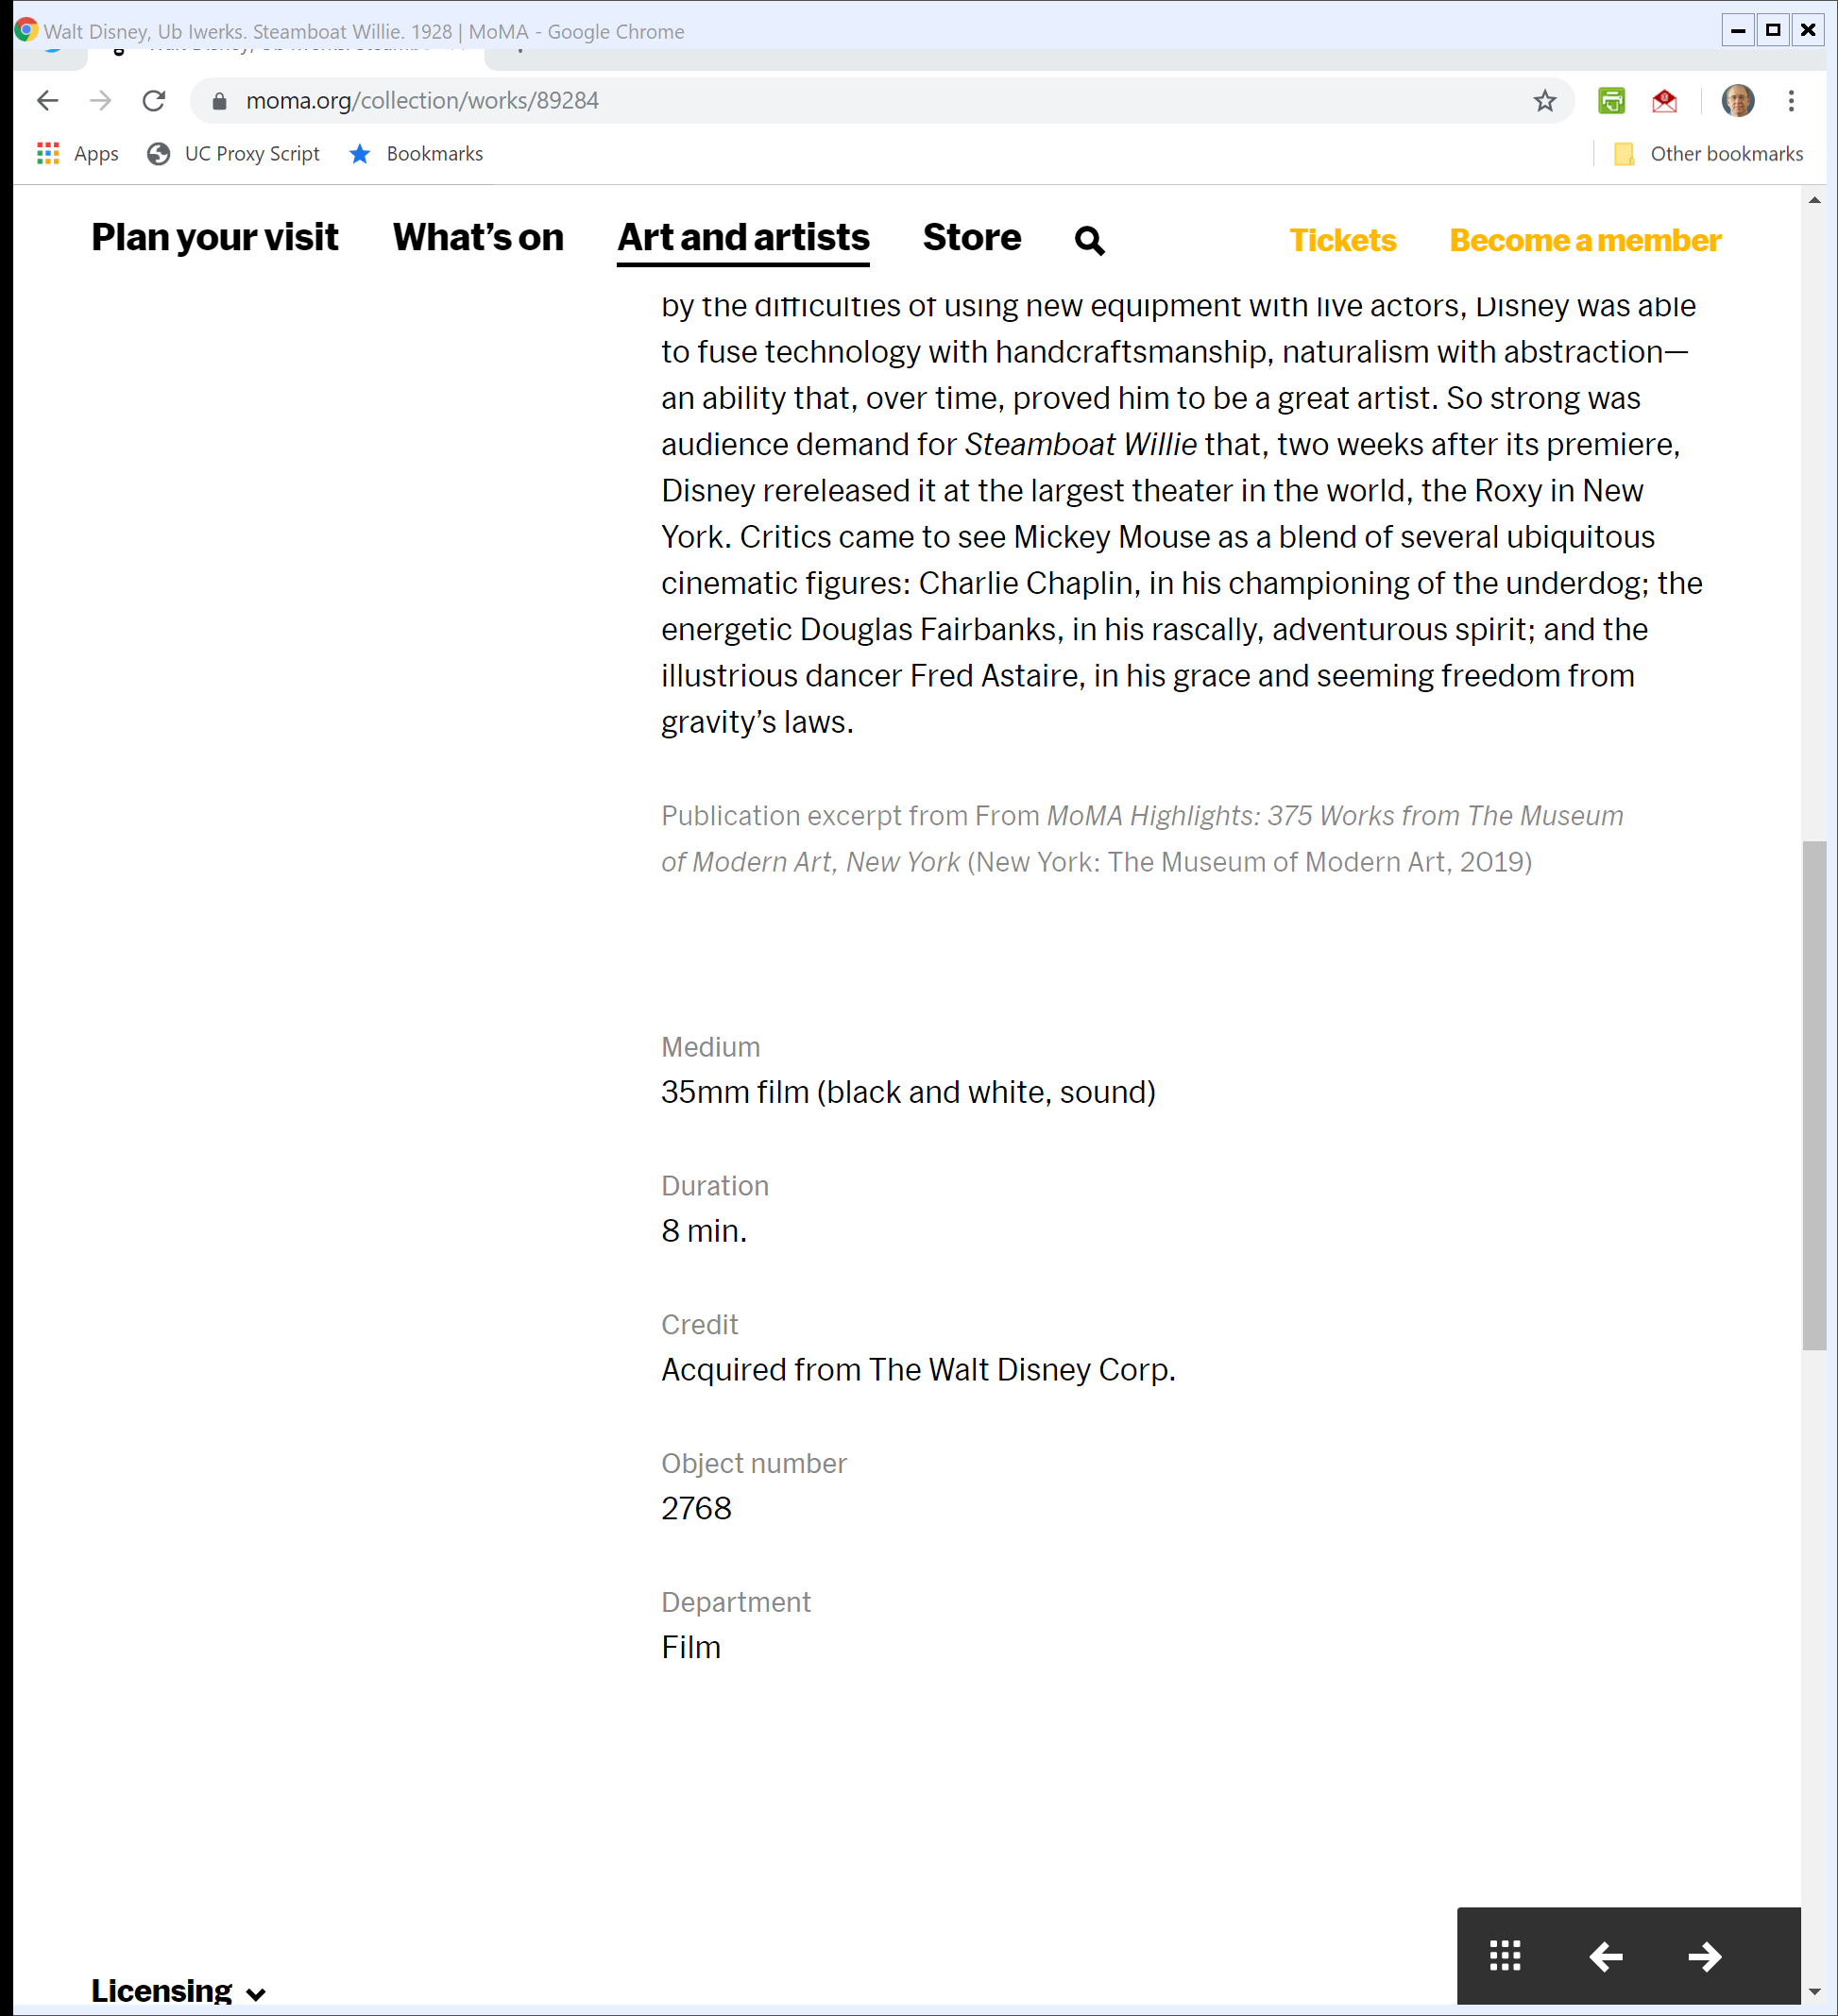 Walt Disney, Ub Iwerks. Steamboat Willie. 1928 | MoMA - Google Chrome
moma.org/collection/works/89284
Apps UC Proxy Script Bookmarks Other bookmarks
Plan your visit What's on Art and artists Store Tickets Become a member
by the difficulties of using new equipment with live actors, Disney was able
to fuse technology with handcraftsmanship, naturalism with abstraction—
an ability that, over time, proved him to be a great artist. So strong was
audience demand for Steamboat Willie that, two weeks after its premiere,
Disney rereleased it at the largest theater in the world, the Roxy in New
York. Critics came to see Mickey Mouse as a blend of several ubiquitous
cinematic figures: Charlie Chaplin, in his championing of the underdog; the
energetic Douglas Fairbanks, in his rascally, adventurous spirit; and the
illustrious dancer Fred Astaire, in his grace and seeming freedom from
gravity's laws.
Publication excerpt from From MoMA Highlights: 375 Works from The Museum
of Modern Art, New York (New York: The Museum of Modern Art, 2019)
Medium
35mm film (black and white, sound)
Duration
8 min.
Credit
Acquired from The Walt Disney Corp.
Object number
2768
Department
Film
Licensing